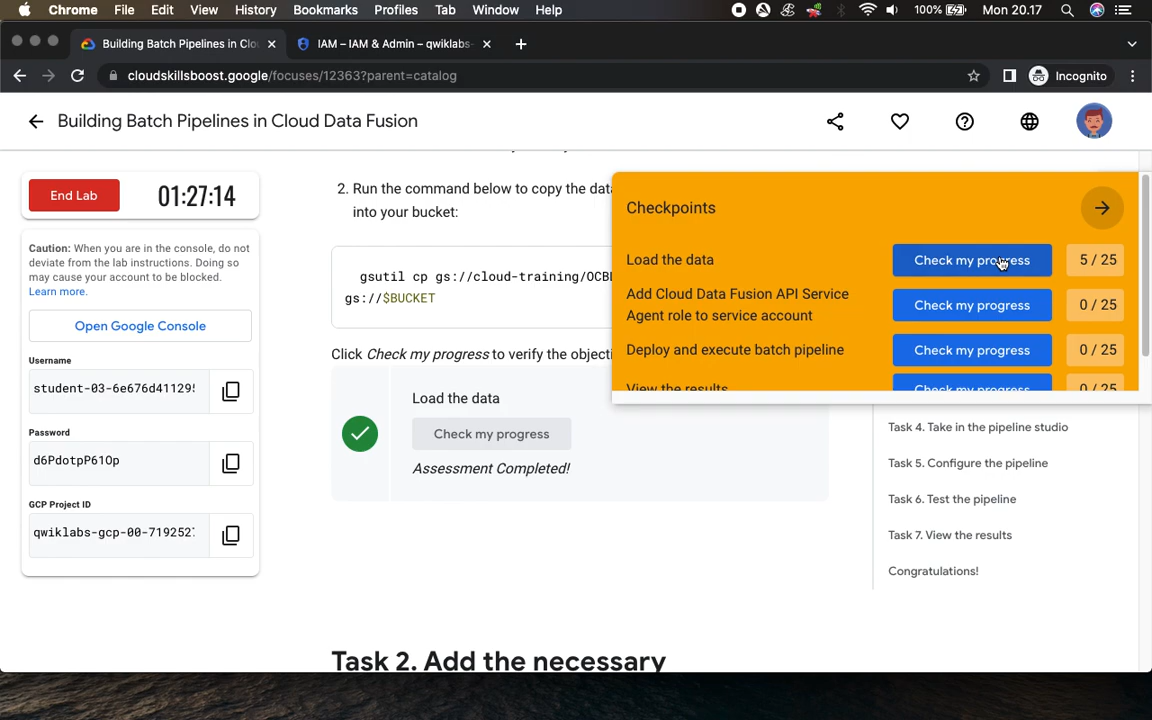 Chrome File Edit View History Bookmarks Profiles Tab Window Help 100% Mon 20.17
Building Batch Pipelines in Clo
IAM – IAM & Admin – qwiklabs-
cloudskillsboost.google/focuses/12363?parent=catalog
Incognito
Building Batch Pipelines in Cloud Data Fusion
End Lab
01:27:14
Caution: When you are in the console, do not
deviate from the lab instructions. Doing so
may cause your account to be blocked.
Learn more.
Open Google Console
Username
student-03-6e676d41129
Password
d6PdotpP61Op
GCP Project ID
qwiklabs-gcp-00-719252
2. Run the command below to copy the data
into your bucket:
gsutil cp gs://cloud-training/OCBL
gs://$BUCKET
Click Check my progress to verify the objecti
Load the data
Check my progress
Assessment Completed!
Task 2. Add the necessary
Checkpoints
Load the data
Check my progress
5 / 25
Add Cloud Data Fusion API Service
Agent role to service account
Check my progress
0 / 25
Deploy and execute batch pipeline
Check my progress
0 / 25
View the results
Check my progress
0 / 25
Task 4. Take in the pipeline studio
Task 5. Configure the pipeline
Task 6. Test the pipeline
Task 7. View the results
Congratulations!